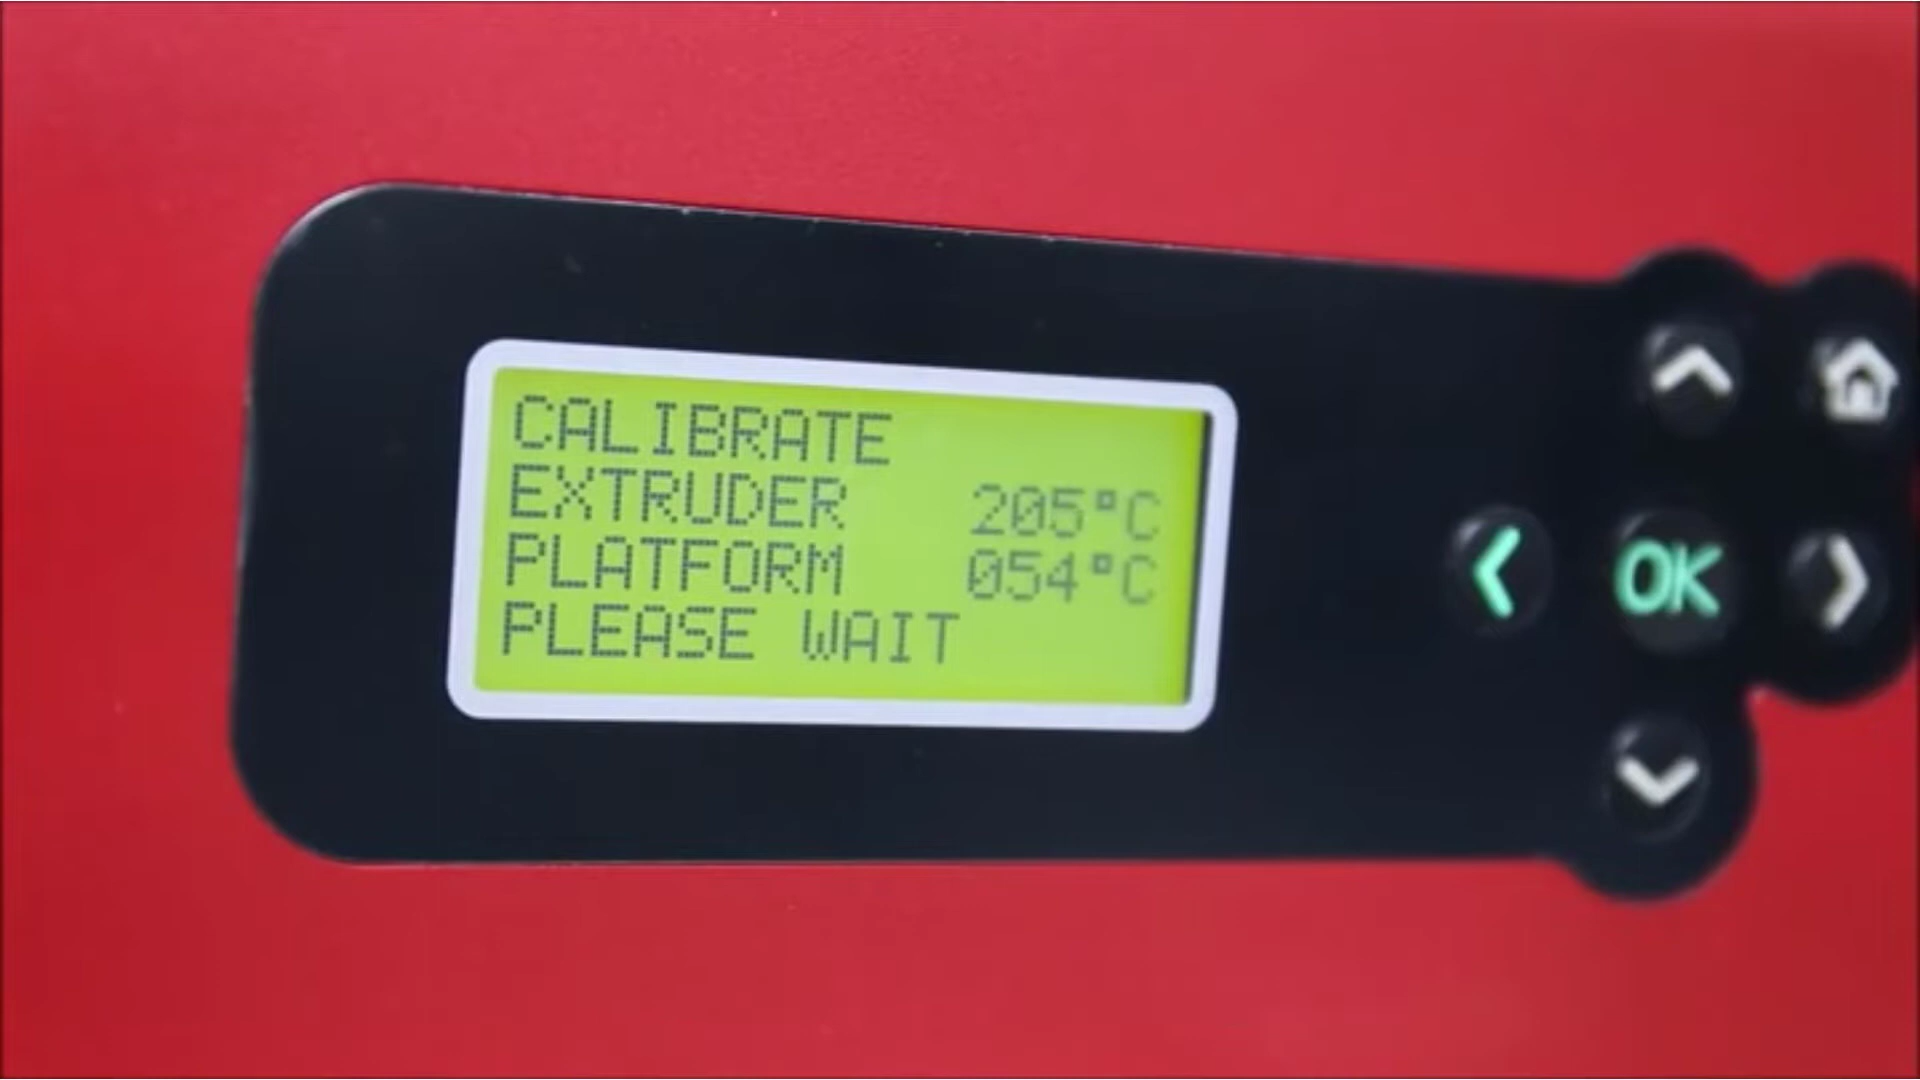 CALIBRATE
EXTRUDER 205°C
PLATFORM 054°C
PLEASE WAIT
OK